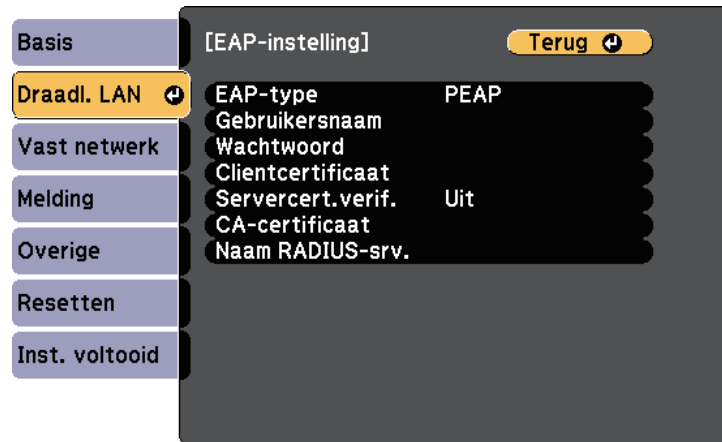 Basis
Draadl. LAN
Vast netwerk
Melding
Overige
Resetten
Inst. voltooid
[EAP-instelling] Terug
EAP-type PEAP
Gebruikersnaam
Wachtwoord
Clientcertificaat
Servercert.verif. Uit
CA-certificaat
Naam RADIUS-srv.